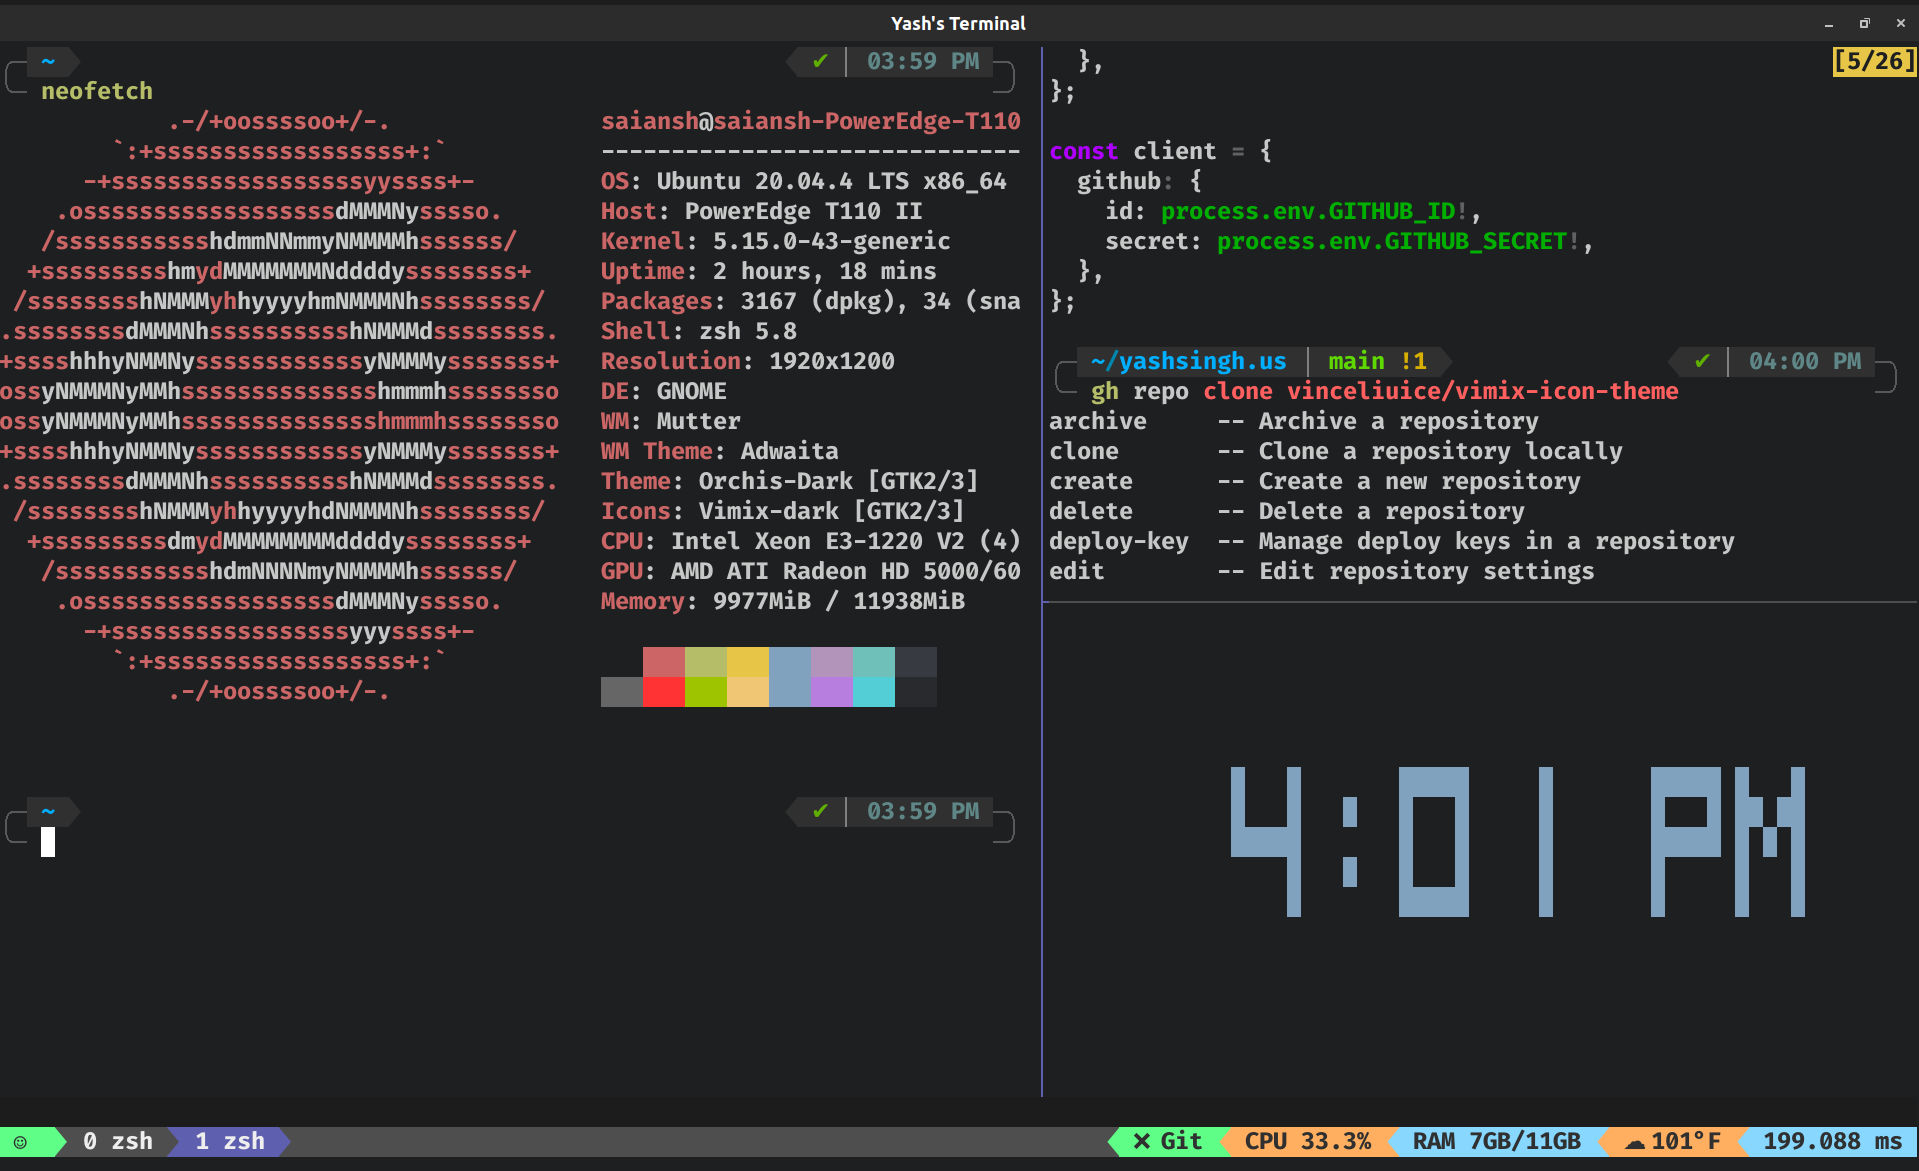 Yash's Terminal
~ ✔ 03:59 PM
neofetch
.-/+oossssoo+/-.
`:+ssssssssssssssssss+:`
-+ssssssssssssssssssyyssss+-
.ossssssssssssssssssdMMMNysssso.
/ssssssssssshdmmNNmmyNMMMMhssssss/
+ssssssssshmydMMMMMMMNddddyssssssss+
/sssssssshNMMMyhhyyyyhmNMMMNhssssssss/
.ssssssssdMMMNhsssssssssshNMMMdssssssss.
+sssshhhyNMMNyssssssssssssyNMMMysssssss+
ossyNMMMNyMMhsssssssssssssshmmmhssssssso
ossyNMMMNyMMhsssssssssssssshmmmhssssssso
+sssshhhyNMMNyssssssssssssyNMMMysssssss+
.ssssssssdMMMNhsssssssssshNMMMdssssssss.
/sssssssshNMMMyhhyyyyhdNMMMNhssssssss/
+sssssssssdmydMMMMMMMMddddyssssssss+
/ssssssssssshdmNNNNmyNMMMMhssssss/
.ossssssssssssssssssdMMMNysssso.
-+sssssssssssssssssyyyssss+-
`:+ssssssssssssssssss+:`
.-/+oossssoo+/-.
saiansh@saiansh-PowerEdge-T110
------------------------------
OS: Ubuntu 20.04.4 LTS x86_64
Host: PowerEdge T110 II
Kernel: 5.15.0-43-generic
Uptime: 2 hours, 18 mins
Packages: 3167 (dpkg), 34 (sna
Shell: zsh 5.8
Resolution: 1920x1200
DE: GNOME
WM: Mutter
WM Theme: Adwaita
Theme: Orchis-Dark [GTK2/3]
Icons: Vimix-dark [GTK2/3]
CPU: Intel Xeon E3-1220 V2 (4)
GPU: AMD ATI Radeon HD 5000/60
Memory: 9977MiB / 11938MiB
~ ✔ 03:59 PM
}, [5/26]
};
const client = {
github: {
id: process.env.GITHUB_ID!,
secret: process.env.GITHUB_SECRET!,
},
};
~/yashsingh.us main !1 ✔ 04:00 PM
gh repo clone vinceliuice/vimix-icon-theme
archive -- Archive a repository
clone -- Clone a repository locally
create -- Create a new repository
delete -- Delete a repository
deploy-key -- Manage deploy keys in a repository
edit -- Edit repository settings
4:01 PM
☺ 0 zsh 1 zsh ✕ Git CPU 33.3% RAM 7GB/11GB ☁ 101°F 199.088 ms